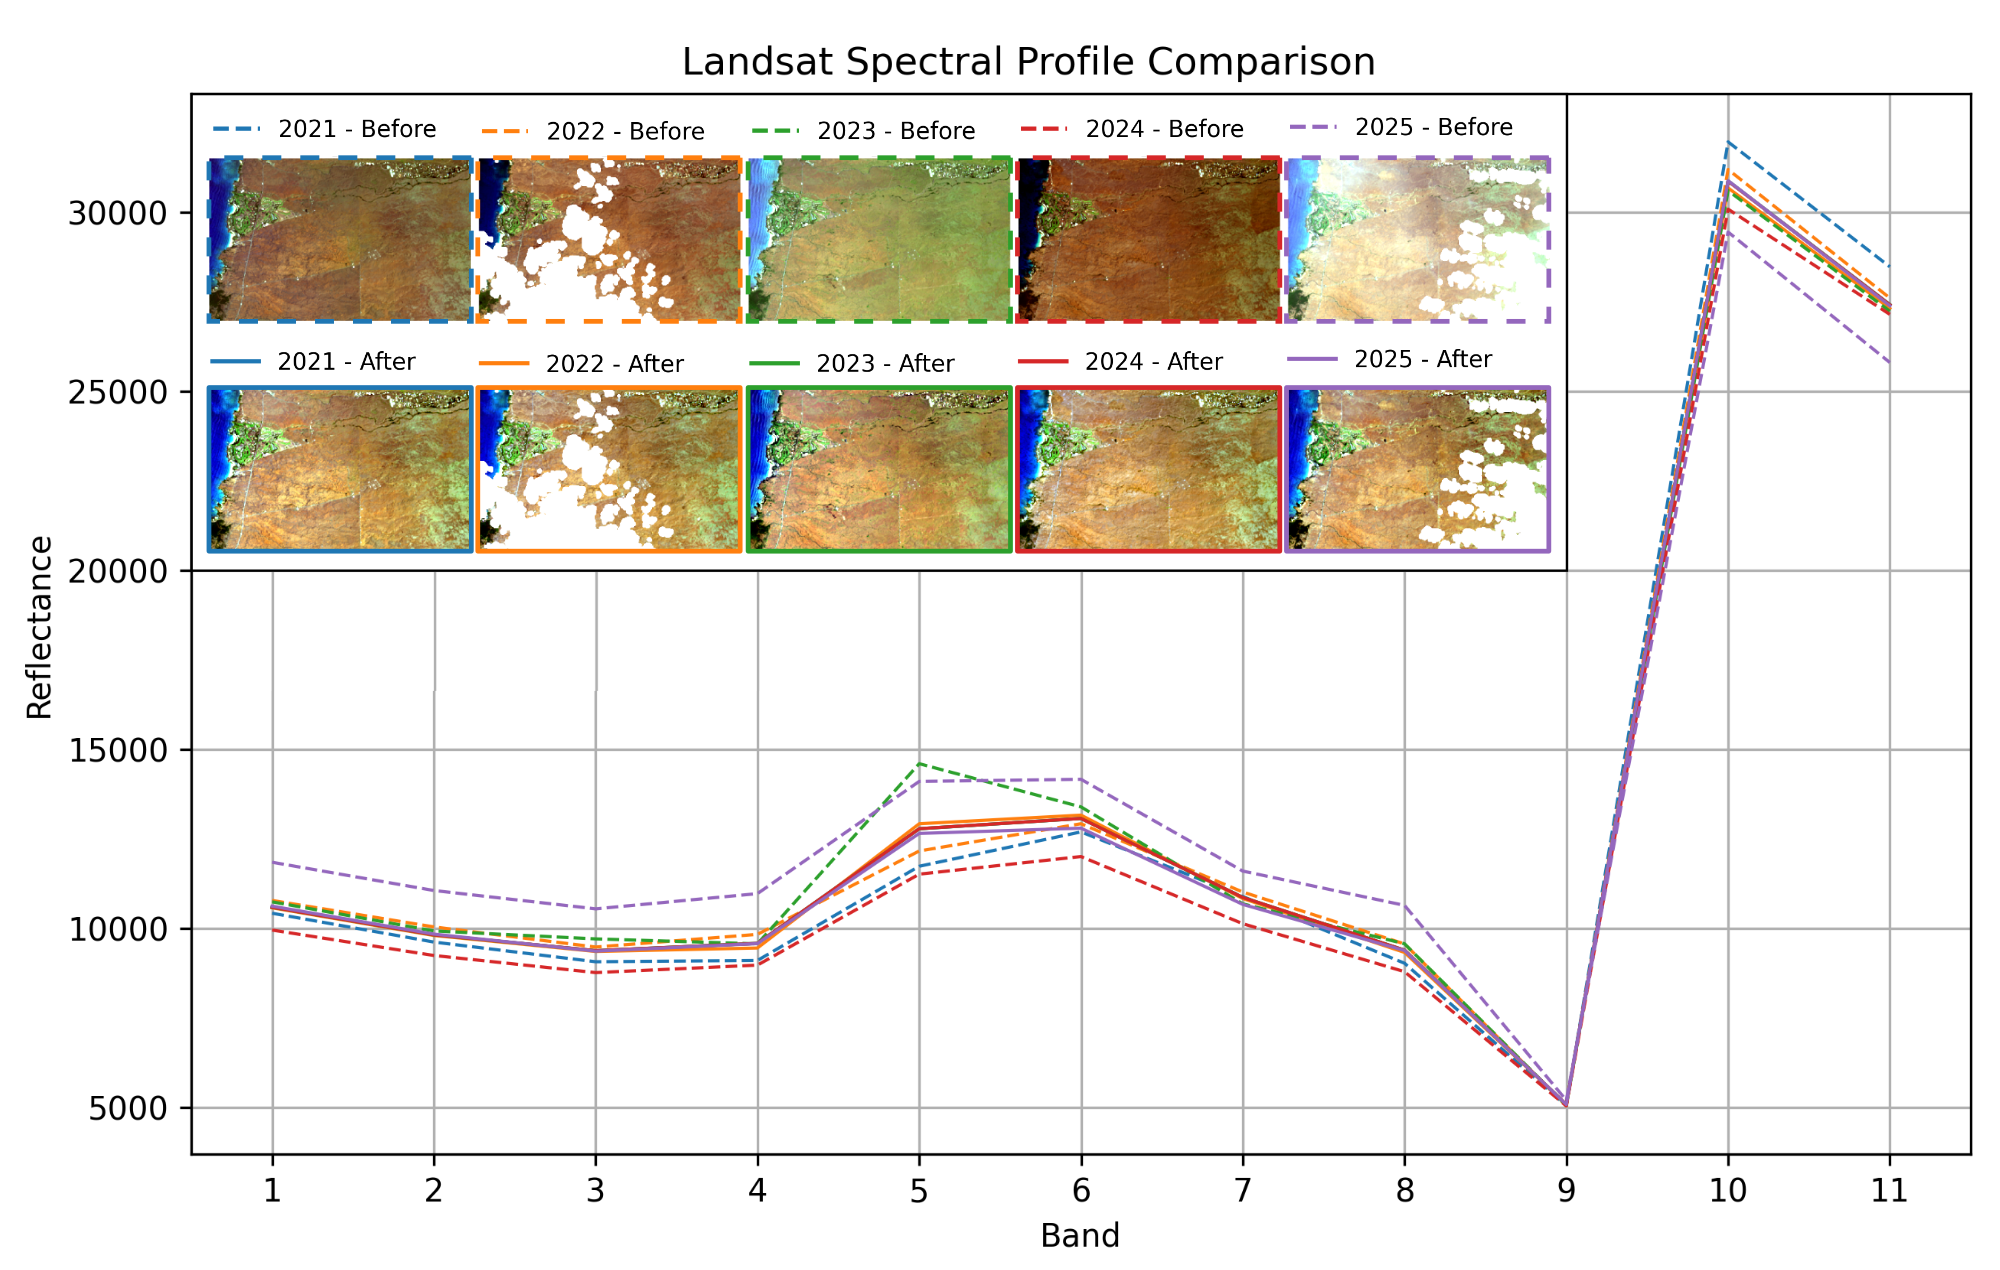 Landsat Spectral Profile Comparison
2021 - Before
2022 - Before
2023 - Before
2024 - Before
2025 - Before
2021 - After
2022 - After
2023 - After
2024 - After
2025 - After
30000
25000
20000
15000
10000
5000
Reflectance
1 2 3 4 5 6 7 8 9 10 11
Band